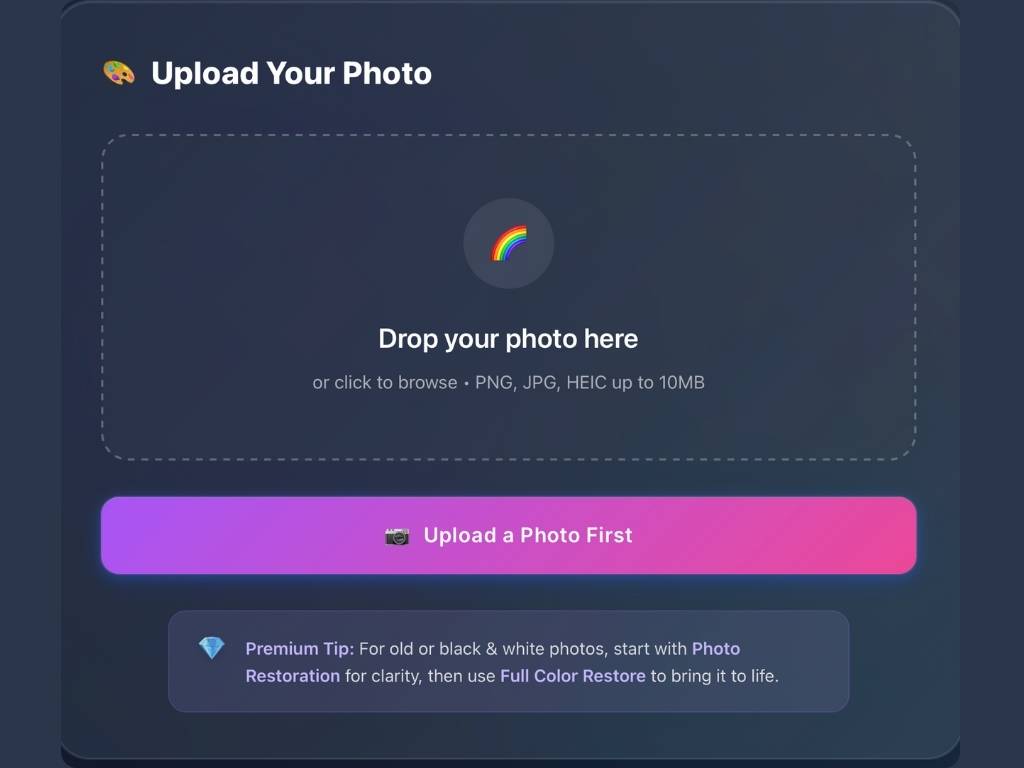 Upload Your Photo
Drop your photo here
or click to browse • PNG, JPG, HEIC up to 10MB
Upload a Photo First
Premium Tip: For old or black & white photos, start with Photo
Restoration for clarity, then use Full Color Restore to bring it to life.